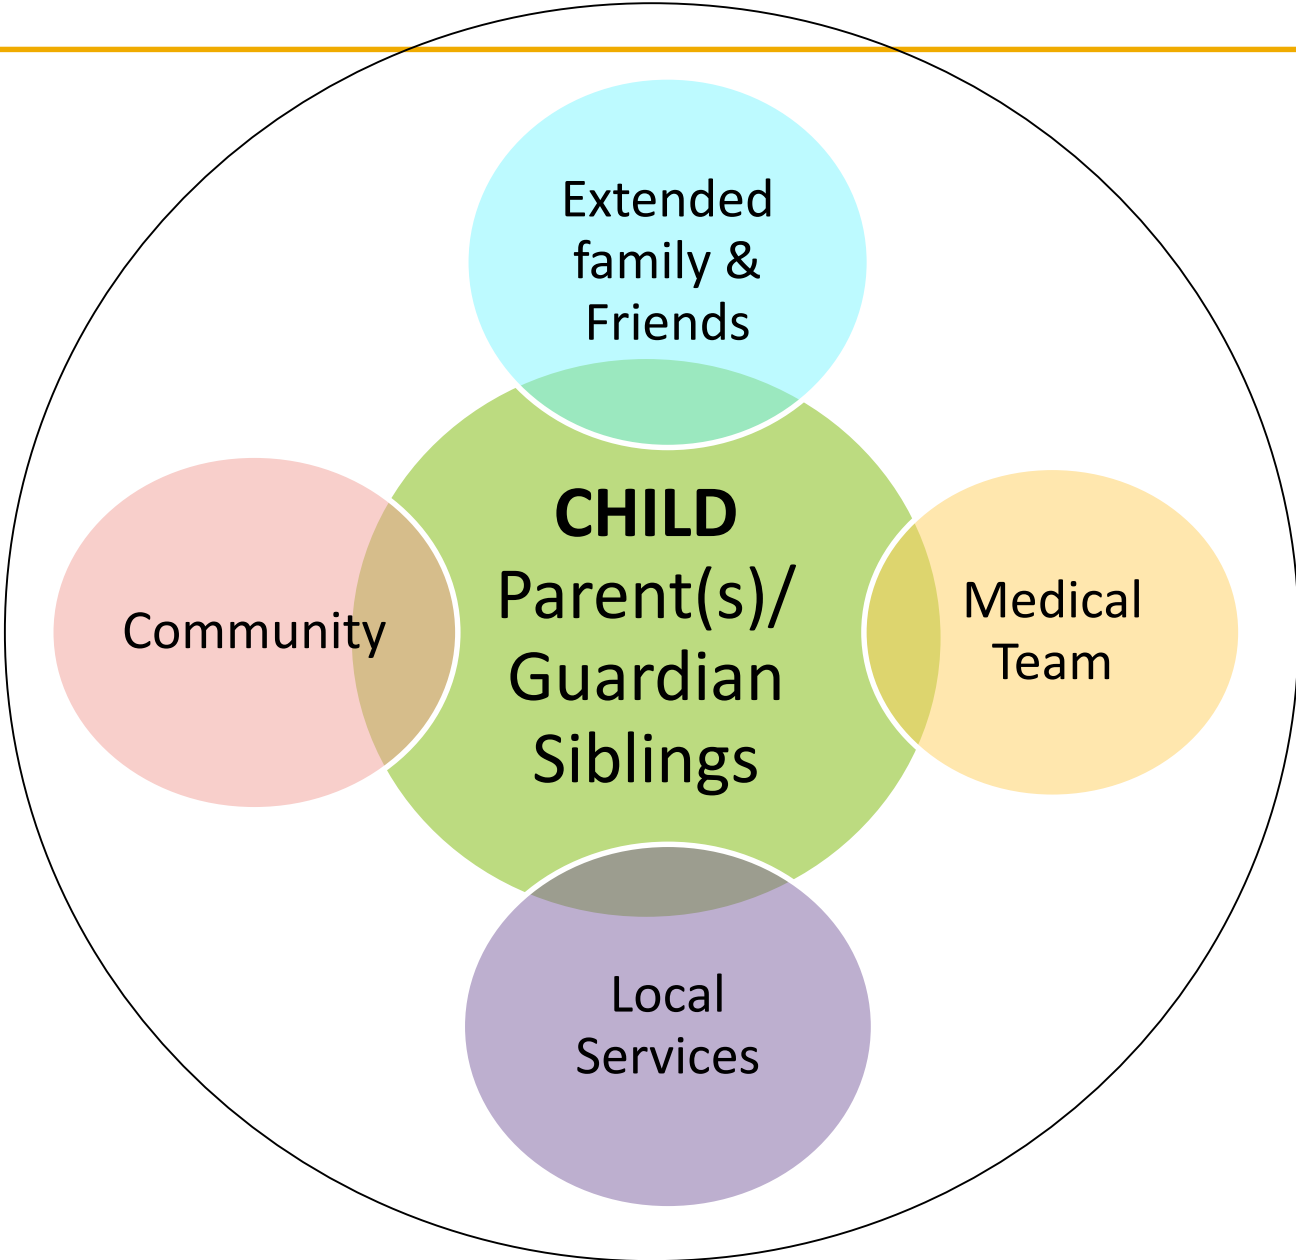 Extended
family &
Friends
CHILD
Parent(s)/
Guardian
Siblings
Community
Medical
Team
Local
Services